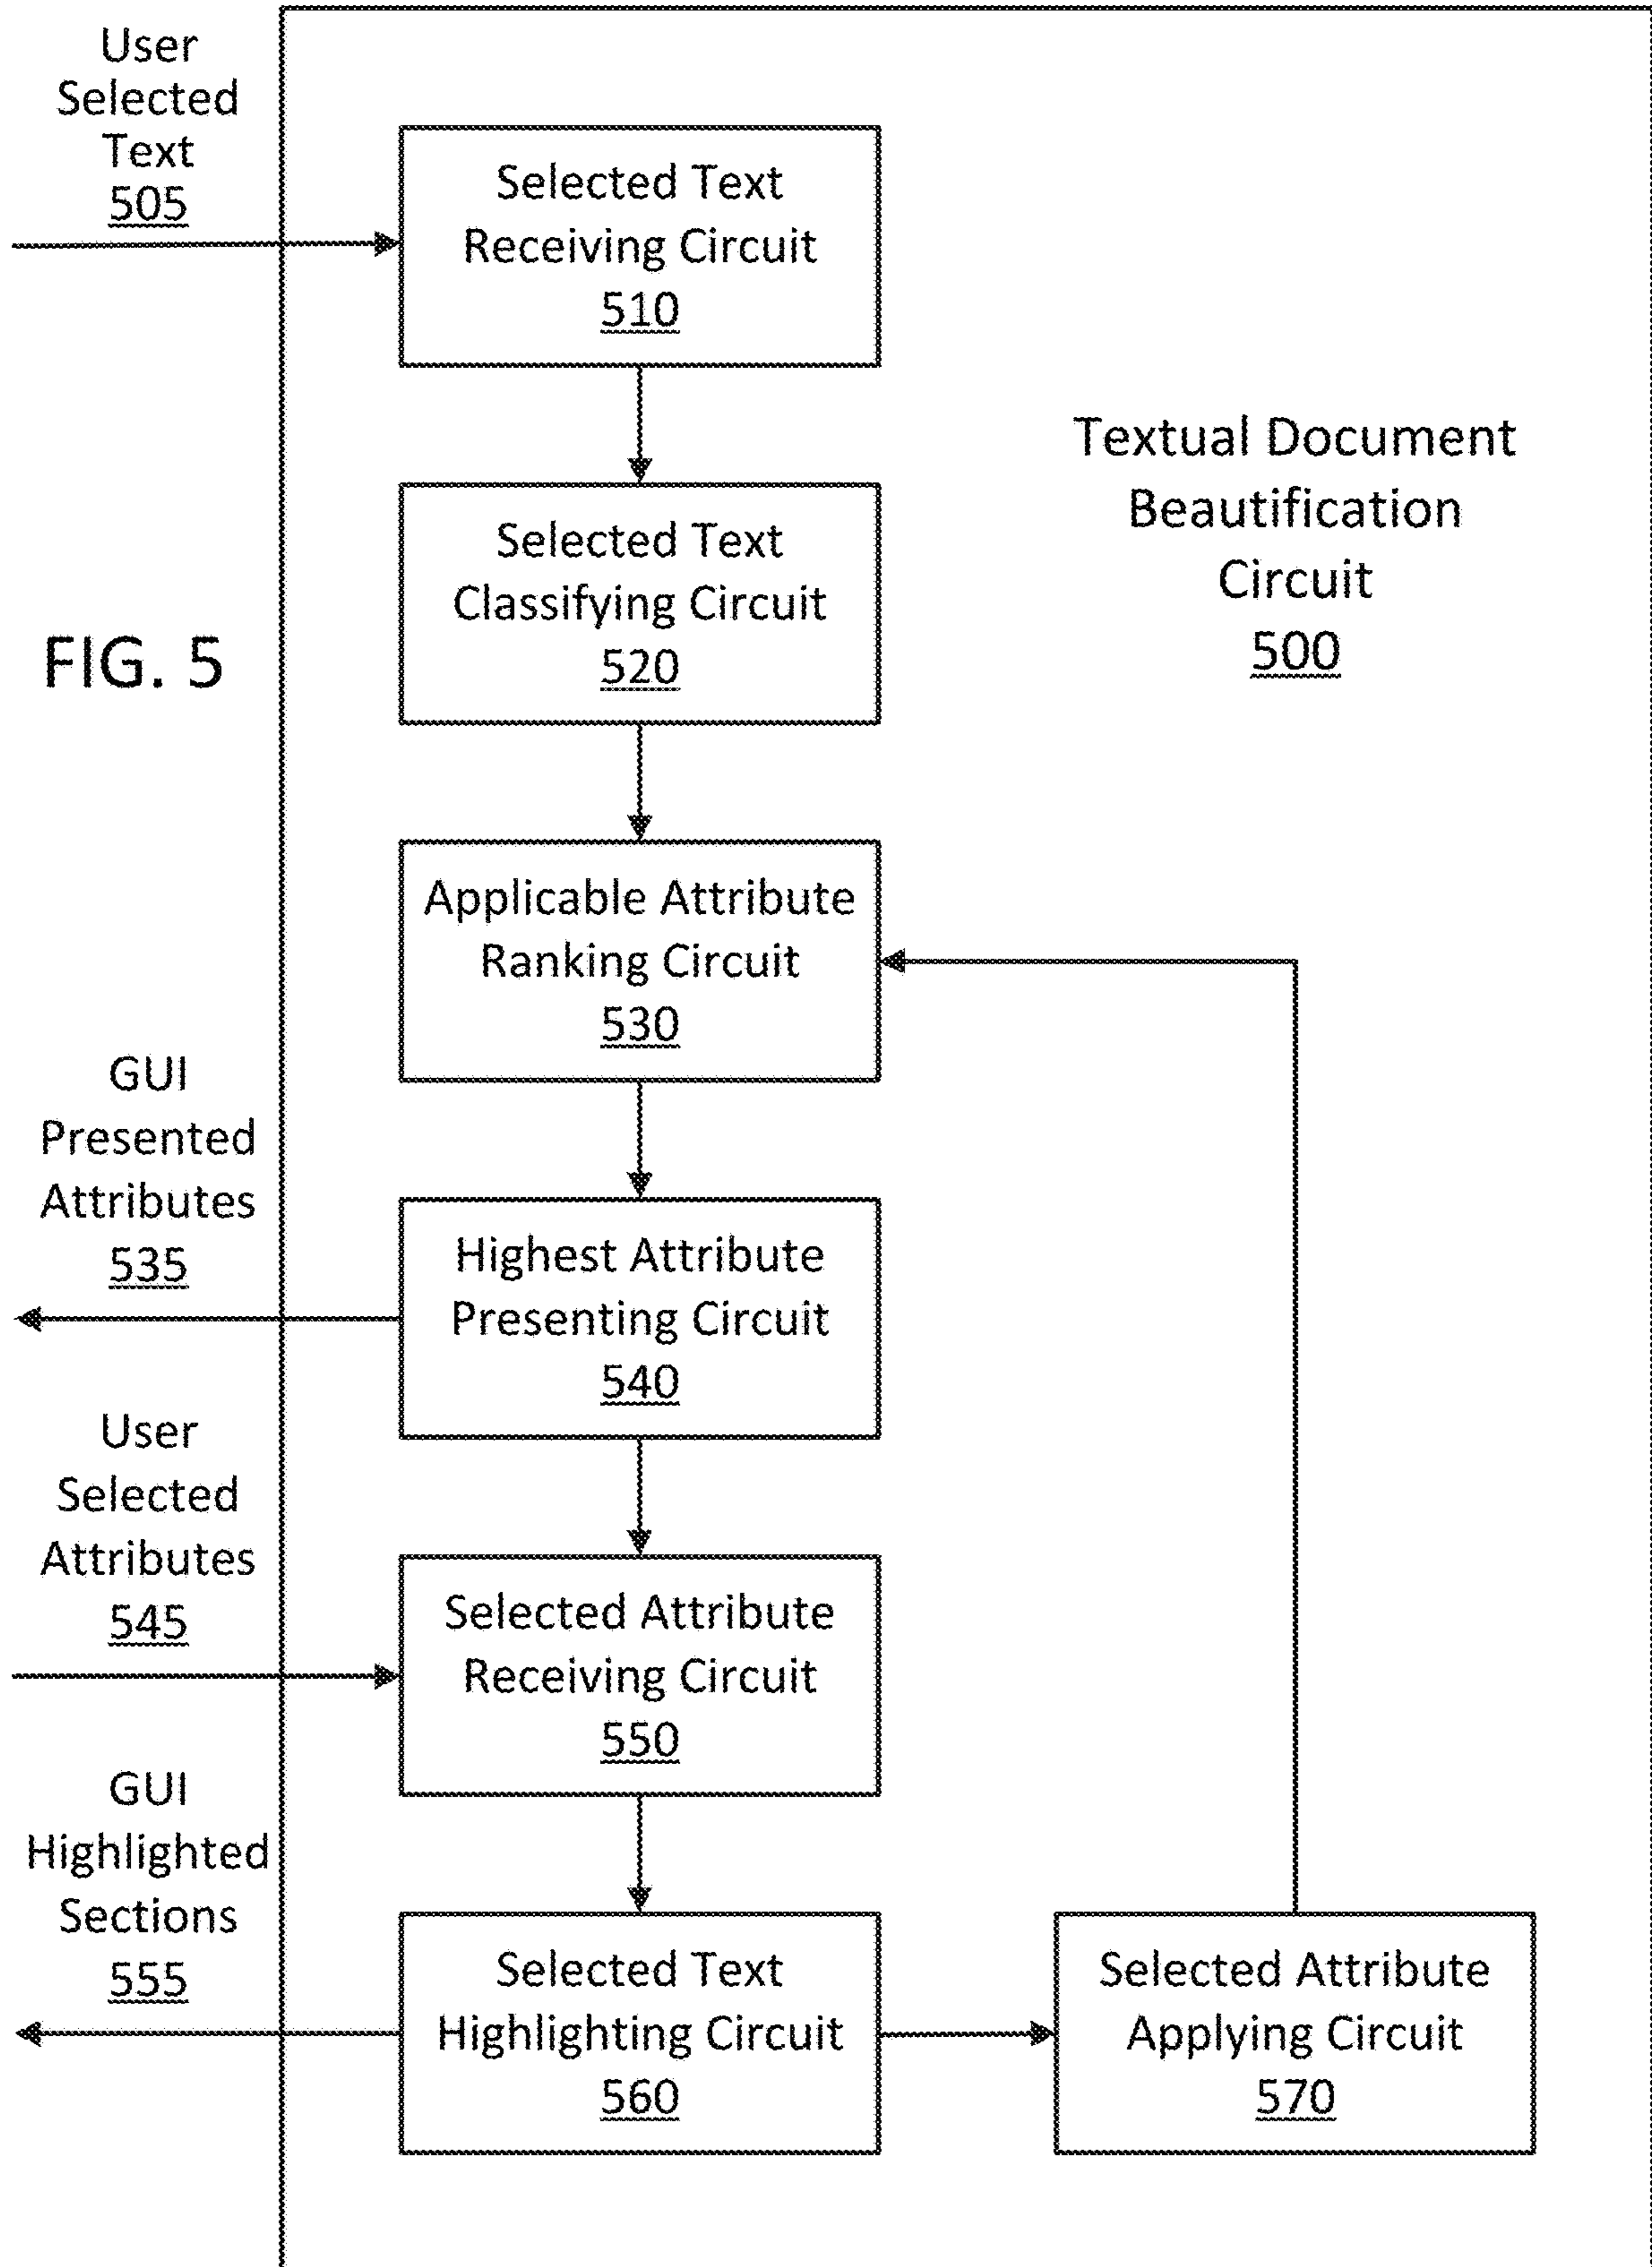 User
Selected
Text
505
Selected Text
Receiving Circuit
510
Textual Document
Beautification
Circuit
500
Selected Text
Classifying Circuit
520
FIG. 5
Applicable Attribute
Ranking Circuit
530
GUI
Presented
Attributes
535
Highest Attribute
Presenting Circuit
540
User
Selected
Attributes
545
Selected Attribute
Receiving Circuit
550
GUI
Highlighted
Sections
555
Selected Text
Highlighting Circuit
560
Selected Attribute
Applying Circuit
570